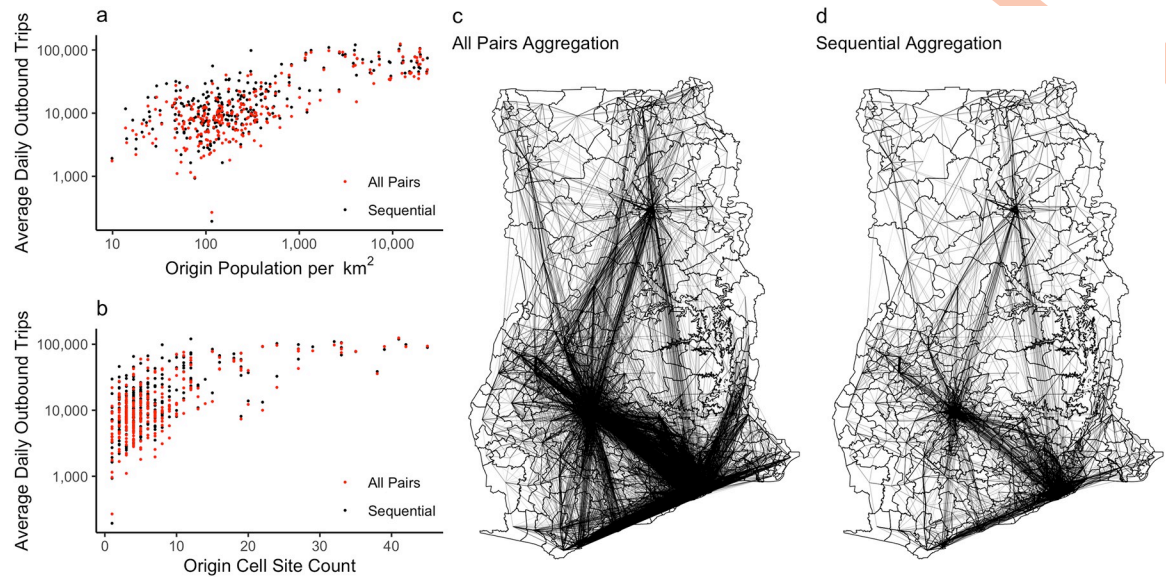 a
Average Daily Outbound Trips
100,000
10,000
1,000
All Pairs
Sequential
10
100
1,000
10,000
Origin Population per km2
b
Average Daily Outbound Trips
100,000
10,000
1,000
All Pairs
Sequential
0
10
20
30
40
Origin Cell Site Count
c
All Pairs Aggregation
d
Sequential Aggregation